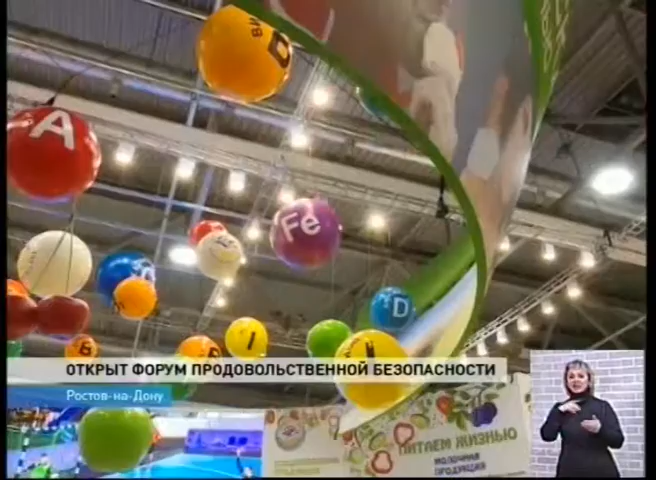 D
A
Fe
D
I
Б
ОТКРЫТ ФОРУМ ПРОДОВОЛЬСТВЕННОЙ БЕЗОПАСНОСТИ
Ростов-на-Дону
ПИТАЕМ ЖИЗНЬЮ
МОЛОЧНАЯ
ПРОДУКЦИЯ